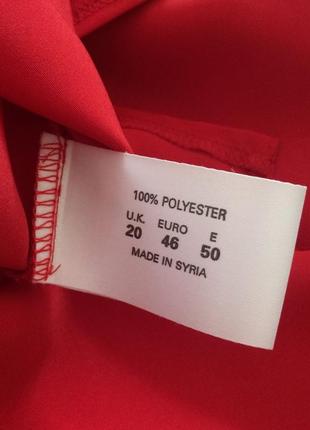 100% POLYESTER
U.K. EURO E
20 46 50
MADE IN SYRIA